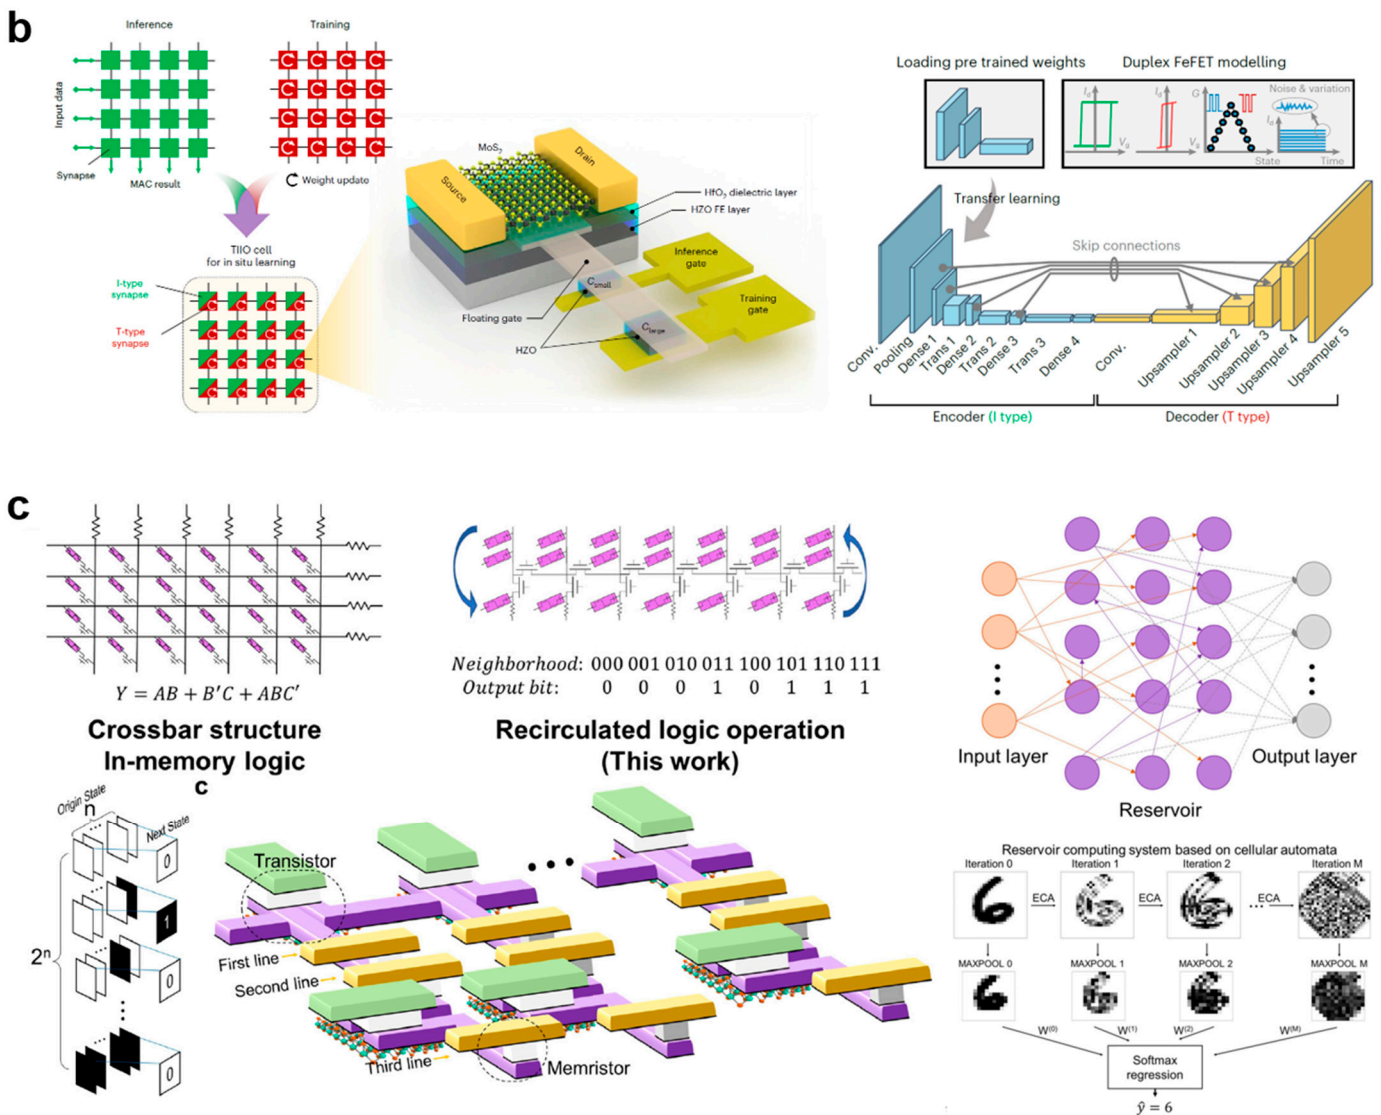 b
Inference
Training
Input data
Synapse
MAC result
Weight update
TIIO cell
for in situ learning
I-type
synapse
T-type
synapse
MoS₂
Source
Drain
HfO₂ dielectric layer
HZO FE layer
Inference
gate
Training
gate
C small
C large
Floating gate
HZO
Loading pre trained weights
Duplex FeFET modelling
I d
V g
I d
V g
G
State
Noise & variation
I d
Time
Transfer learning
Skip connections
Conv.
Pooling
Dense 1
Trans 1
Dense 2
Trans 2
Dense 3
Trans 3
Dense 4
Conv.
Upsampler 1
Upsampler 2
Upsampler 3
Upsampler 4
Upsampler 5
Encoder (I type)
Decoder (T type)
c
Y = AB + B′C + ABC′
Crossbar structure
In-memory logic
Neighborhood: 000 001 010 011 100 101 110 111
Output bit: 0 0 0 1 0 1 1 1
Recirculated logic operation
(This work)
Input layer
Output layer
Reservoir
Origin State
n
Next State
0
1
0
0
2ⁿ
c
Transistor
First line
Second line
Third line
Memristor
Reservoir computing system based on cellular automata
Iteration 0
Iteration 1
Iteration 2
Iteration M
ECA
ECA
... ECA
MAXPOOL 0
MAXPOOL 1
MAXPOOL 2
MAXPOOL M
W⁽⁰⁾
W⁽¹⁾
W⁽²⁾
W⁽ᴹ⁾
Softmax
regression
ŷ = 6